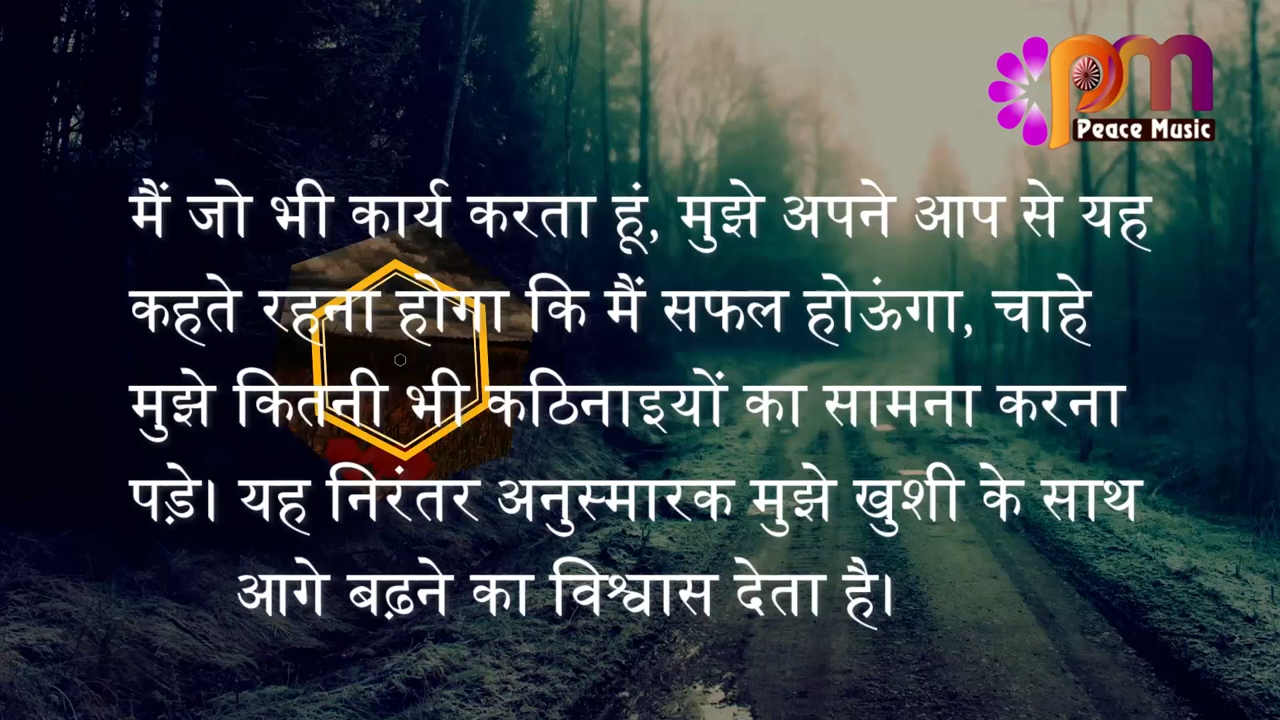 pm
Peace Music
मैं जो भी कार्य करता हूं, मुझे अपने आप से यह
कहते रहना होगा कि मैं सफल होऊंगा, चाहे
मुझे कितनी भी कठिनाइयों का सामना करना
पड़े। यह निरंतर अनुस्मारक मुझे खुशी के साथ
आगे बढ़ने का विश्वास देता है।